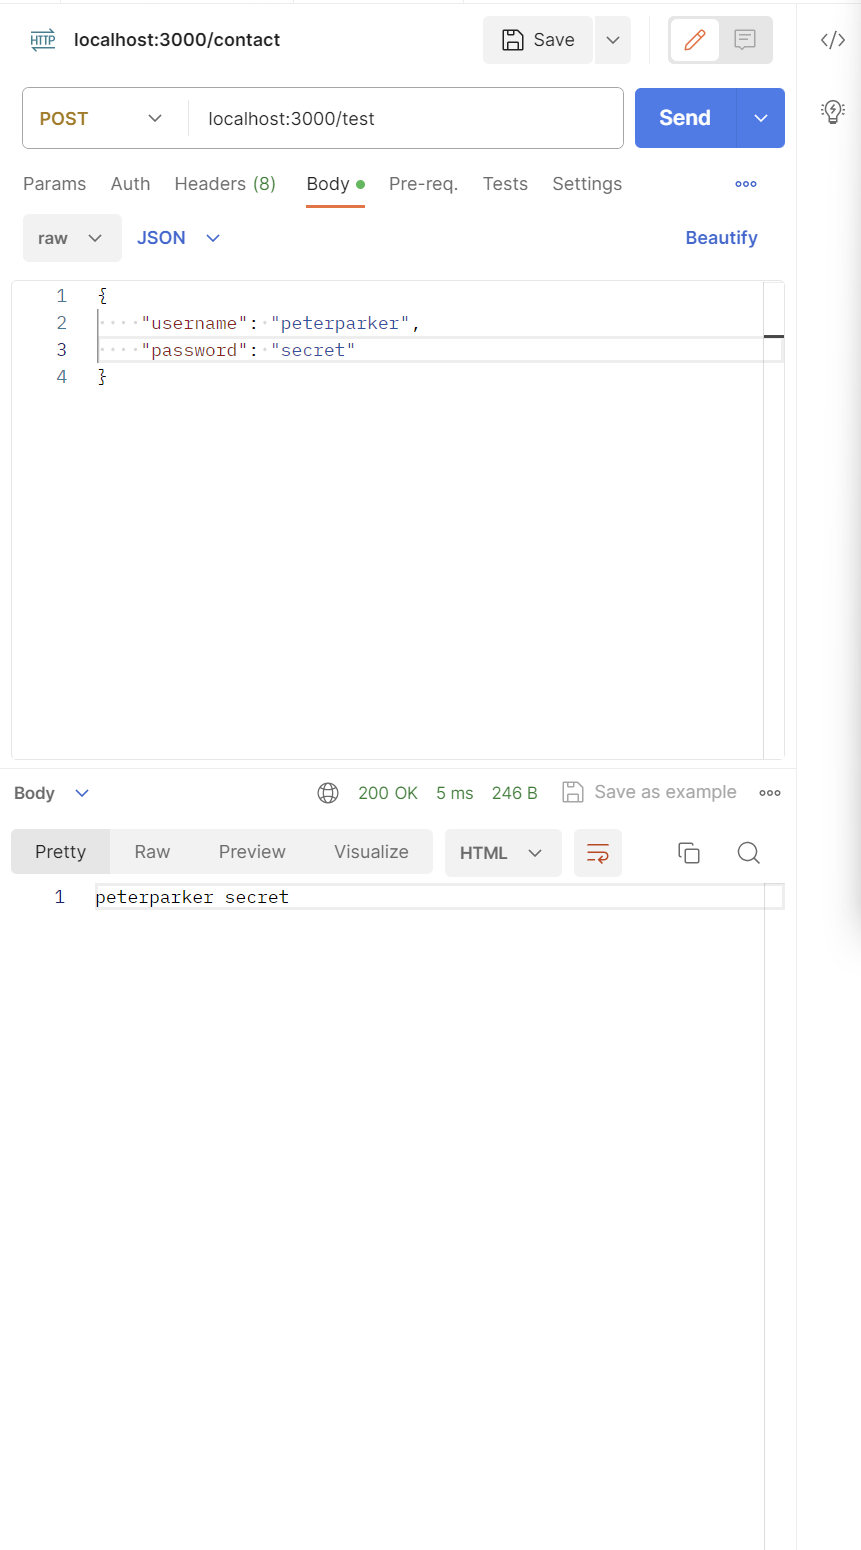 HTTP localhost:3000/contact Save
POST localhost:3000/test Send
Params Auth Headers (8) Body Pre-req. Tests Settings
raw JSON Beautify
1 {
2 "username": "peterparker",
3 "password": "secret"
4 }
Body 200 OK 5 ms 246 B Save as example
Pretty Raw Preview Visualize HTML
1 peterparker secret